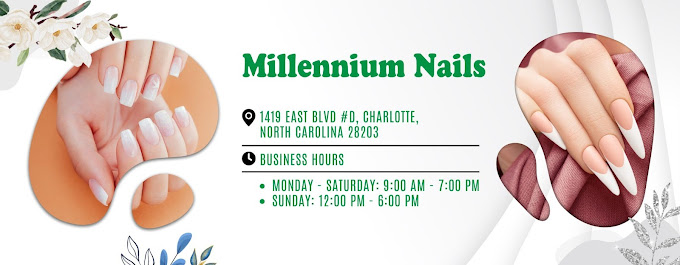 Millennium Nails
1419 EAST BLVD #D, CHARLOTTE,
NORTH CAROLINA 28203
BUSINESS HOURS
• MONDAY - SATURDAY: 9:00 AM - 7:00 PM
• SUNDAY: 12:00 PM - 6:00 PM